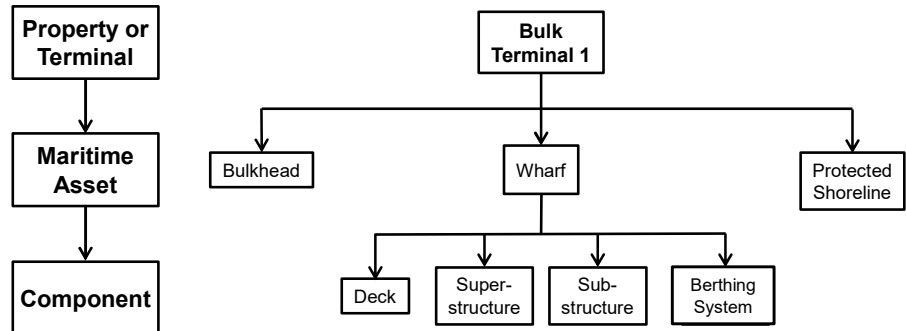 Property or
Terminal
Bulk
Terminal 1
Maritime
Asset
Bulkhead
Wharf
Protected
Shoreline
Component
Deck
Super-
structure
Sub-
structure
Berthing
System